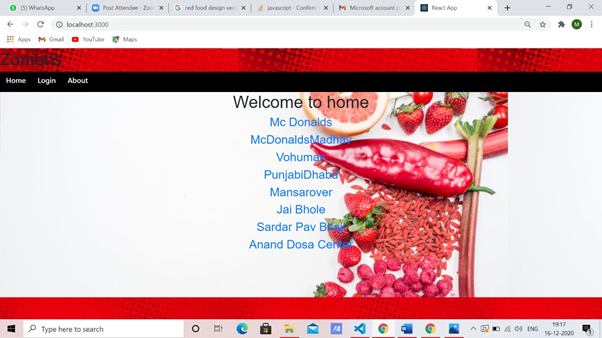 (5) WhatsApp
Post Attendee - Zoo
red food design vec
javascript - Confirm
Microsoft account p
React App
localhost:3000
M
Apps
Gmail
YouTube
Maps
Zomons
Home Login About
Welcome to home
Mc Donalds
McDonaldsMadhav
Vohuman
PunjabiDhaba
Mansarover
Jai Bhole
Sardar Pav Bhaji
Anand Dosa Center
Type here to search
ENG
19:17
16-12-2020